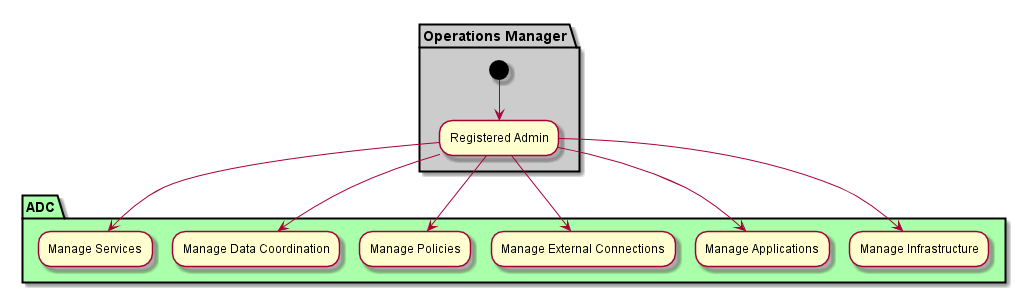 Operations Manager
Registered Admin
ADC
Manage Services
Manage Data Coordination
Manage Policies
Manage External Connections
Manage Applications
Manage Infrastructure